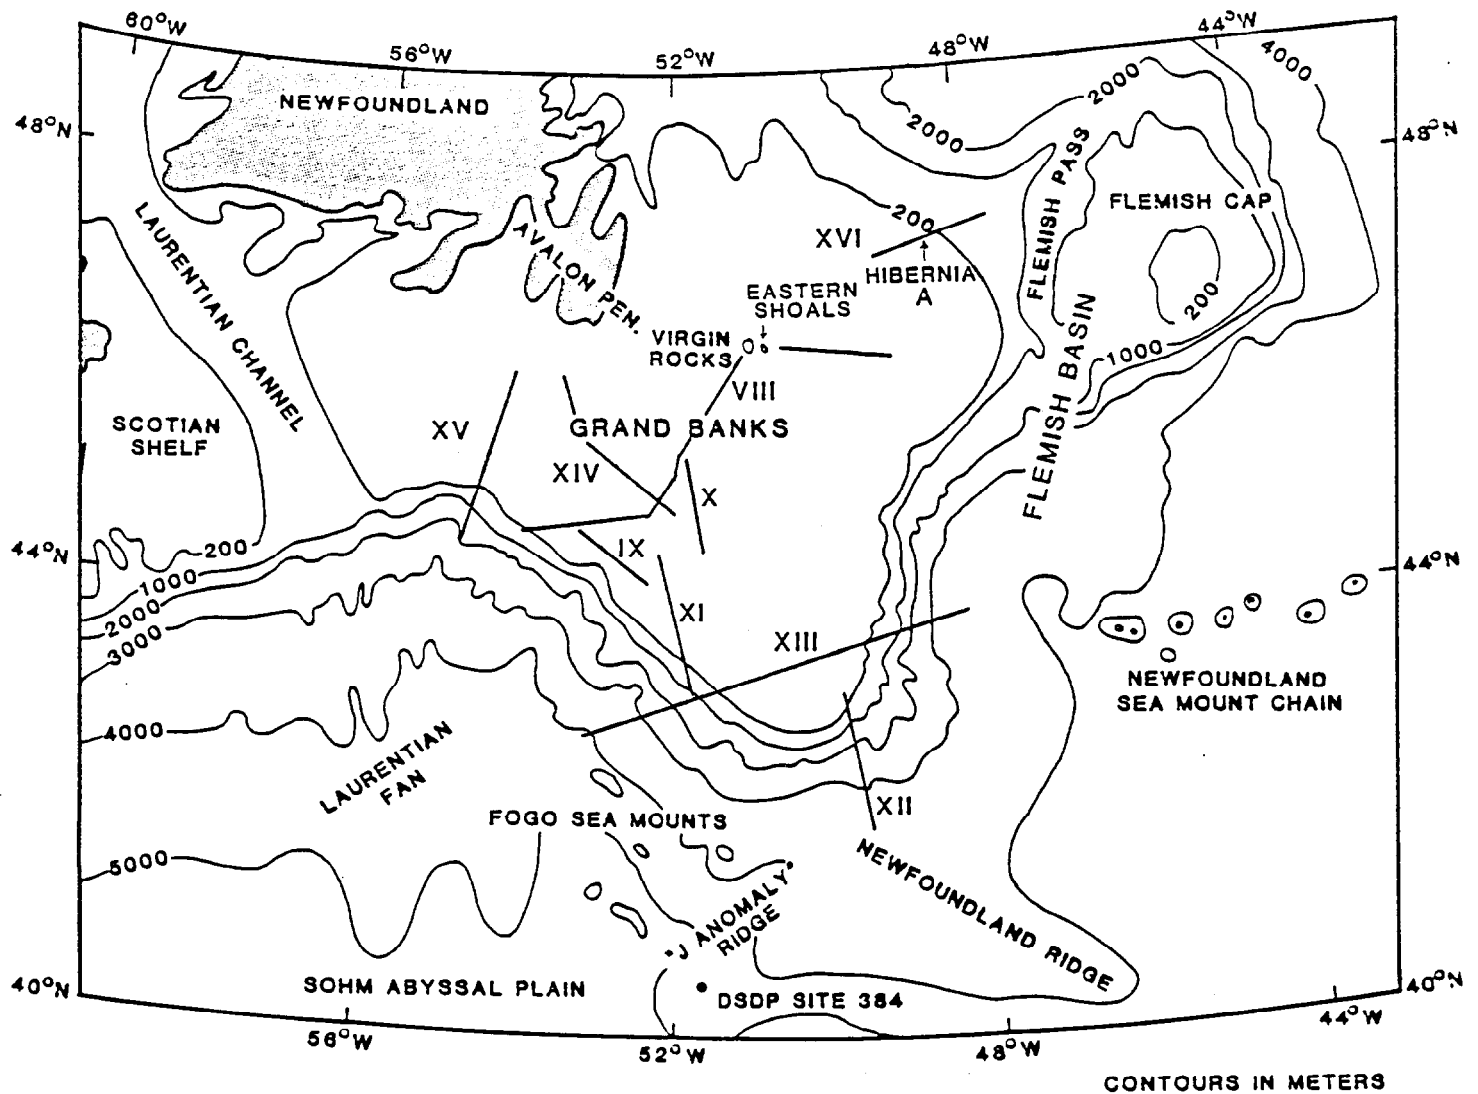 60°W
56°W
52°W
48°W
44°W
4000
2000
2000
NEWFOUNDLAND
48°N
48°N
FLEMISH PASS
FLEMISH CAP
LAURENTIAN CHANNEL
AVALON PEN.
200
XVI
HIBERNIA
A
EASTERN
SHOALS
200
VIRGIN
ROCKS
1000
FLEMISH BASIN
VIII
SCOTIAN
SHELF
XV
GRAND BANKS
XIV
X
44°N
200
IX
44°N
1000
2000
3000
XI
XIII
NEWFOUNDLAND
SEA MOUNT CHAIN
4000
LAURENTIAN
FAN
XII
FOGO SEA MOUNTS
5000
NEWFOUNDLAND RIDGE
"J ANOMALY"
RIDGE
40°N
SOHM ABYSSAL PLAIN
DSDP SITE 384
40°N
56°W
52°W
48°W
44°W
CONTOURS IN METERS